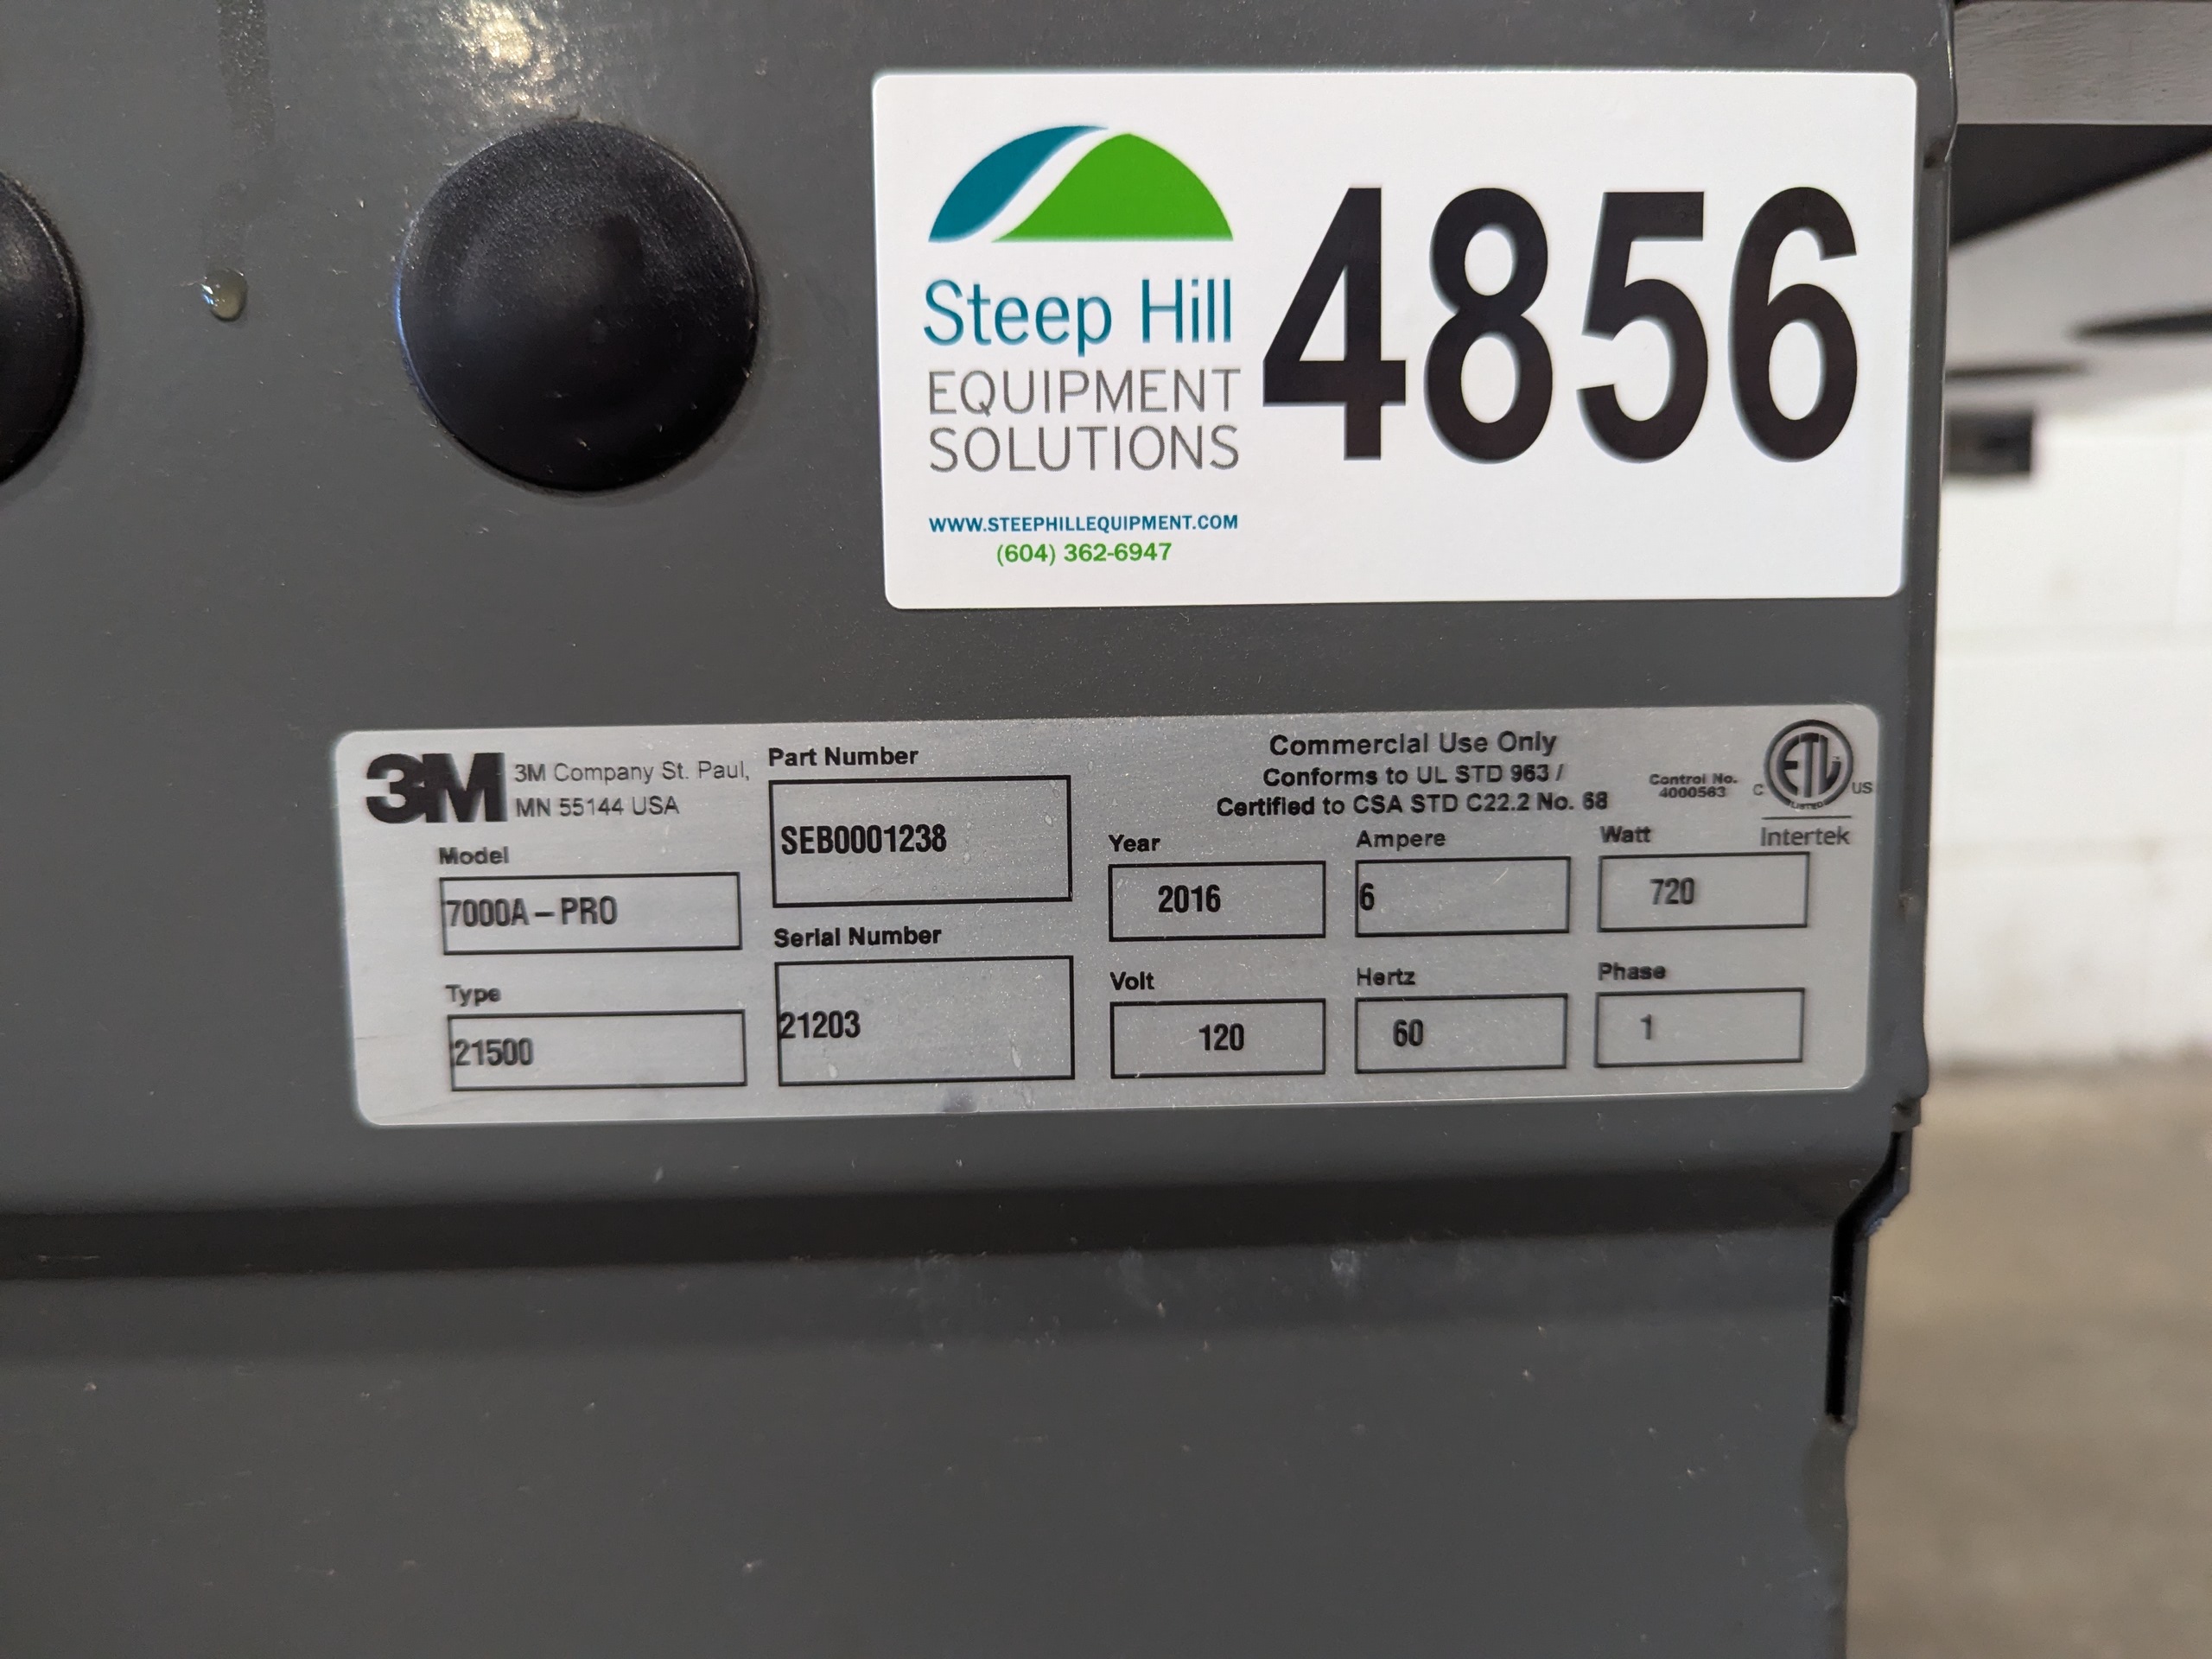 Steep Hill
EQUIPMENT
SOLUTIONS
WWW.STEEPHILLEQUIPMENT.COM
(604) 362-6947
4856
3M
3M Company St. Paul,
MN 55144 USA
Model
7000A – PRO
Type
21500
Part Number
SEB0001238
Serial Number
21203
Commercial Use Only
Conforms to UL STD 963 /
Certified to CSA STD C22.2 No. 68
Control No.
4000563
C ETL US
LISTED
Intertek
Year
2016
Ampere
6
Watt
720
Volt
120
Hertz
60
Phase
1